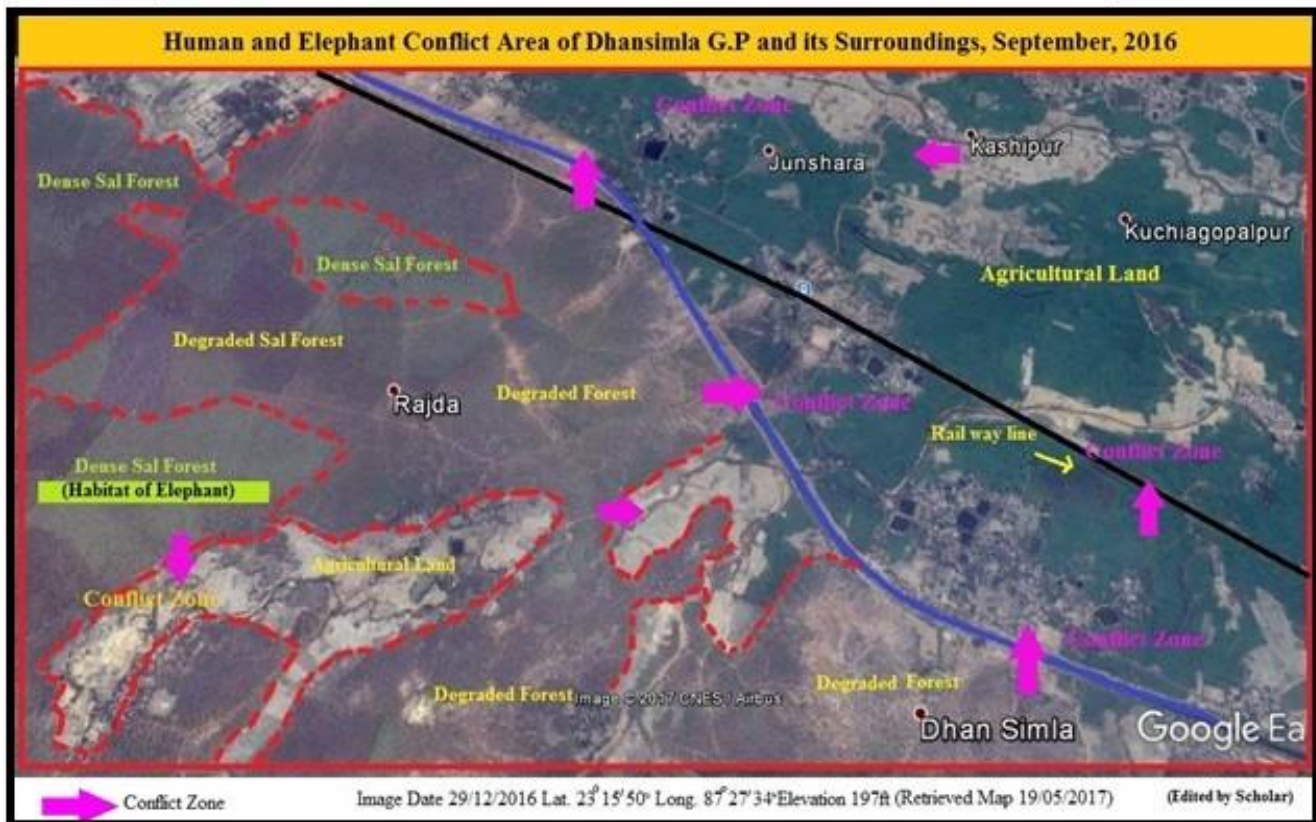 Human and Elephant Conflict Area of Dhansimla G.P and its Surroundings, September, 2016
Conflict Zone
Junshara
Kashipur
Dense Sal Forest
Kuchiagopalpur
Dense Sal Forest
Agricultural Land
Degraded Sal Forest
Rajda
Degraded Forest
Conflict Zone
Rail way line
Conflict Zone
Dense Sal Forest
(Habitat of Elephant)
Agricultural Land
Conflict Zone
Conflict Zone
Degraded Forest
Degraded Forest
Image © 2017 CNES / Airbus
Dhan Simla
Google Ea
Conflict Zone
Image Date 29/12/2016 Lat. 23° 15' 50" Long. 87° 27' 34" Elevation 197ft (Retrieved Map 19/05/2017)
(Edited by Scholar)